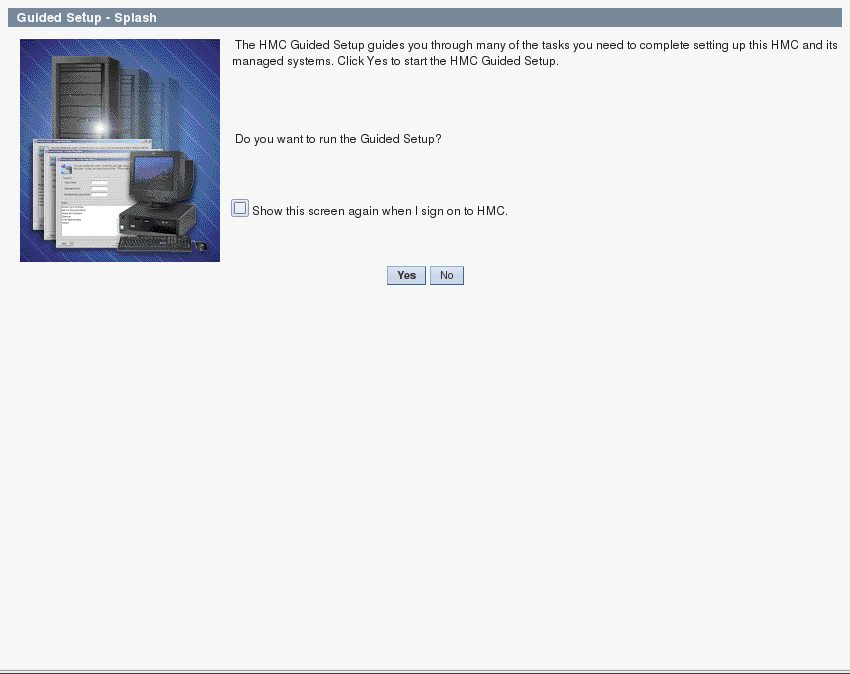 Guided Setup - Splash
The HMC Guided Setup guides you through many of the tasks you need to complete setting up this HMC and its
managed systems. Click Yes to start the HMC Guided Setup.
Do you want to run the Guided Setup?
Show this screen again when I sign on to HMC.
Yes No